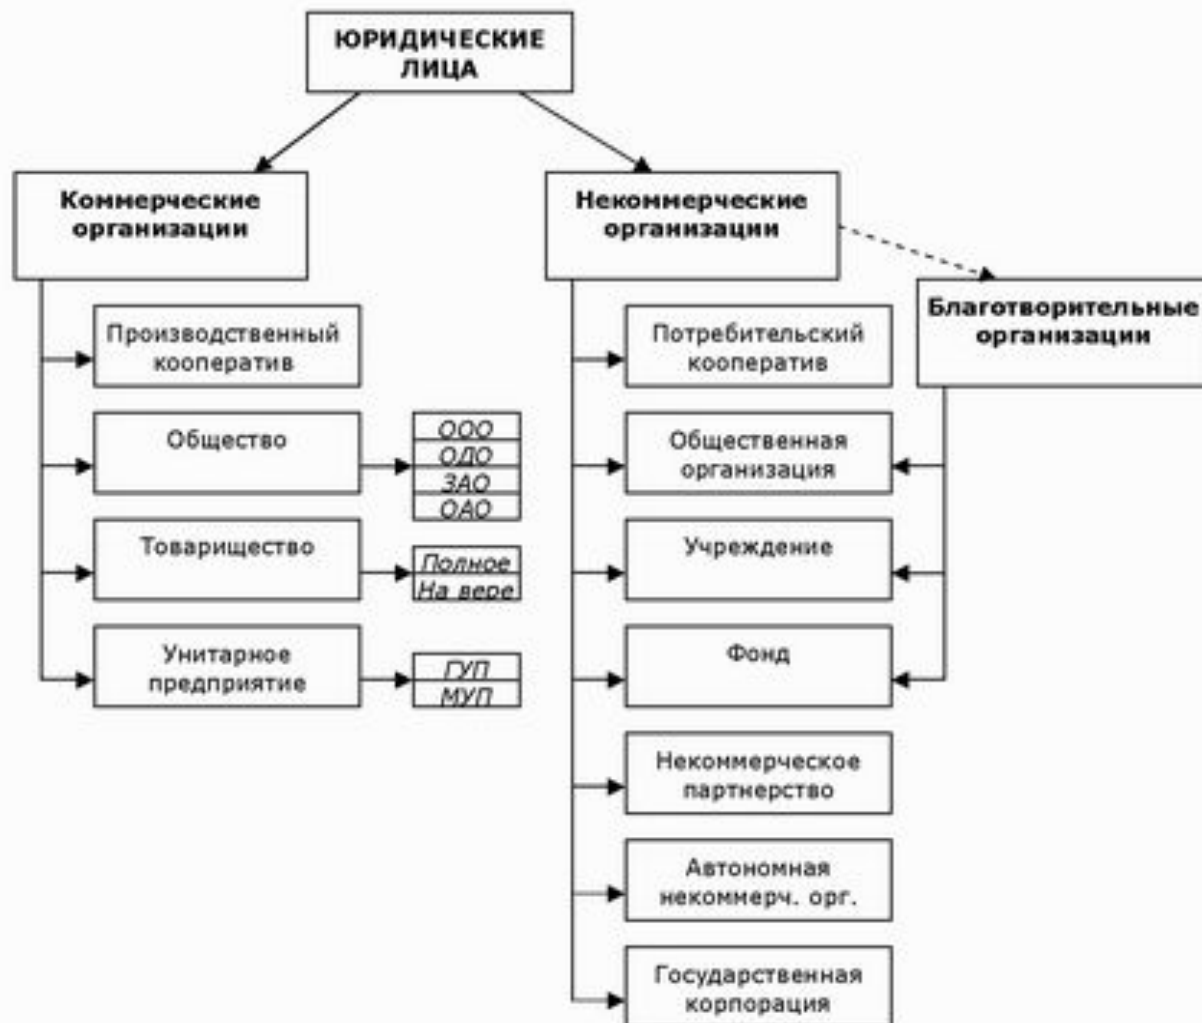 ЮРИДИЧЕСКИЕ
ЛИЦА
Коммерческие
организации
Некоммерческие
организации
Благотворительные
организации
Производственный
кооператив
Общество
ООО
ОДО
ЗАО
ОАО
Товарищество
Полное
На вере
Унитарное
предприятие
ГУП
МУП
Потребительский
кооператив
Общественная
организация
Учреждение
Фонд
Некоммерческое
партнерство
Автономная
некоммерч. орг.
Государственная
корпорация